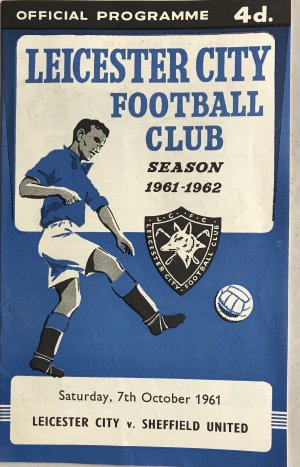 OFFICIAL PROGRAMME 4d.
LEICESTER CITY
FOOTBALL
CLUB
SEASON
1961-1962
L.C.F.C
LEICESTER CITY FOOTBALL CLUB
Saturday, 7th October 1961
LEICESTER CITY v. SHEFFIELD UNITED